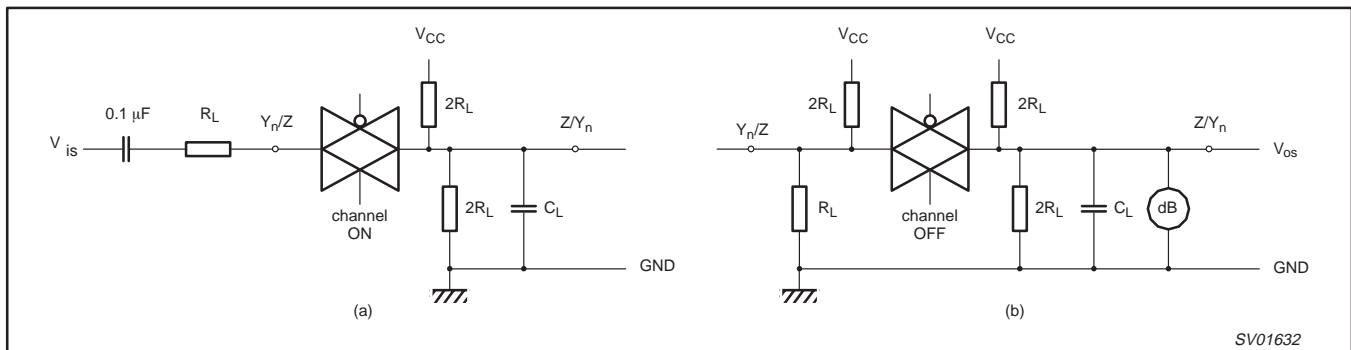 V_CC
0.1 μF
R_L
Y_n/Z
V_is
2R_L
Z/Y_n
2R_L
C_L
channel
ON
GND
(a)
V_CC
V_CC
2R_L
2R_L
Y_n/Z
Z/Y_n
V_os
R_L
channel
OFF
2R_L
C_L
dB
GND
(b)
SV01632